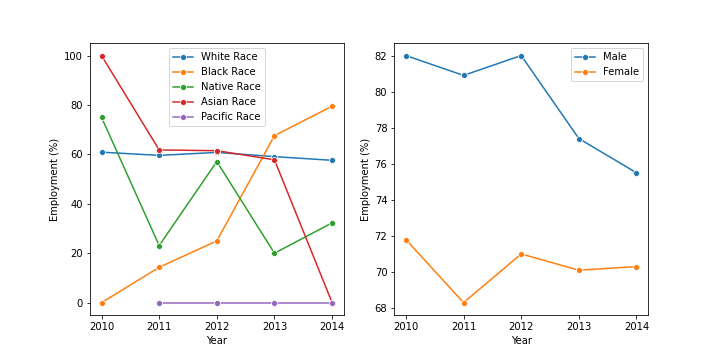 100
80
60
40
20
0
Employment (%)
2010 2011 2012 2013 2014
Year
White Race
Black Race
Native Race
Asian Race
Pacific Race
82
80
78
76
74
72
70
68
Employment (%)
2010 2011 2012 2013 2014
Year
Male
Female